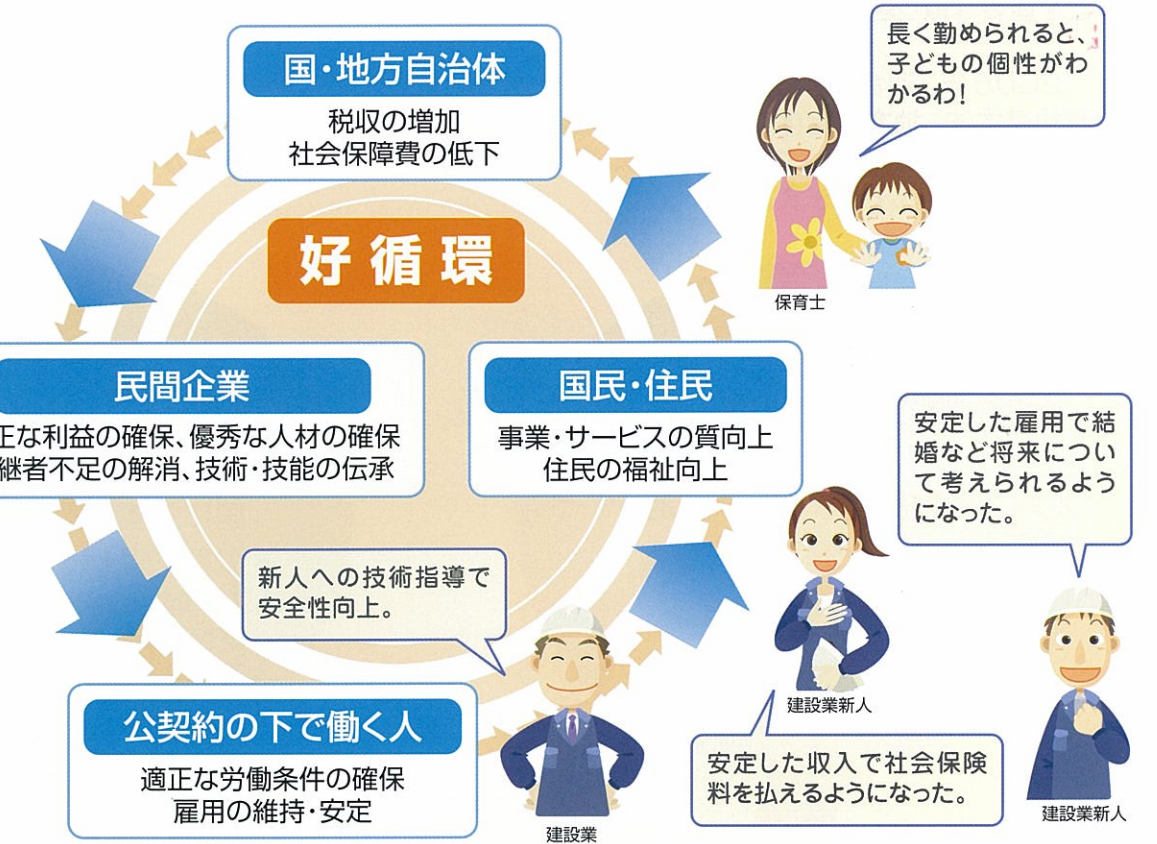 国・地方自治体
税収の増加
社会保障費の低下
長く勤められると、
子どもの個性がわ
かるわ!
保育士
好循環
民間企業
正な利益の確保、優秀な人材の確保
継者不足の解消、技術・技能の伝承
国民・住民
事業・サービスの質向上
住民の福祉向上
安定した雇用で結
婚など将来につい
て考えられるよう
になった。
新人への技術指導で
安全性向上。
建設業新人
公契約の下で働く人
適正な労働条件の確保
雇用の維持・安定
建設業
安定した収入で社会保険
料を払えるようになった。
建設業新人